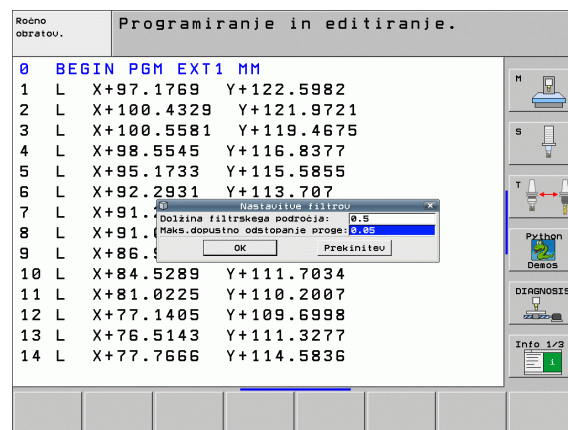 Ročno
obratov.
Programiranje in editiranje.
0 BEGIN PGM EXT1 MM
1 L X+97.1769 Y+122.5982
2 L X+100.4329 Y+121.9721
3 L X+100.5581 Y+119.4675
4 L X+98.5545 Y+116.8377
5 L X+95.1733 Y+115.5855
6 L X+92.2931 Y+113.707
7 L X+91.
8 L X+91.
9 L X+86.
10 L X+84.5289 Y+111.7034
11 L X+81.0225 Y+110.2007
12 L X+77.1405 Y+109.6998
13 L X+76.5143 Y+111.3277
14 L X+77.7666 Y+114.5836
Nastavitve filtrov
Dolžina filtrskega področja: 0.5
Maks.dopustno odstopanje proge: 0.05
OK Prekinitev
M
S
T
Python
Demos
DIAGNOSIS
Info 1/3
i